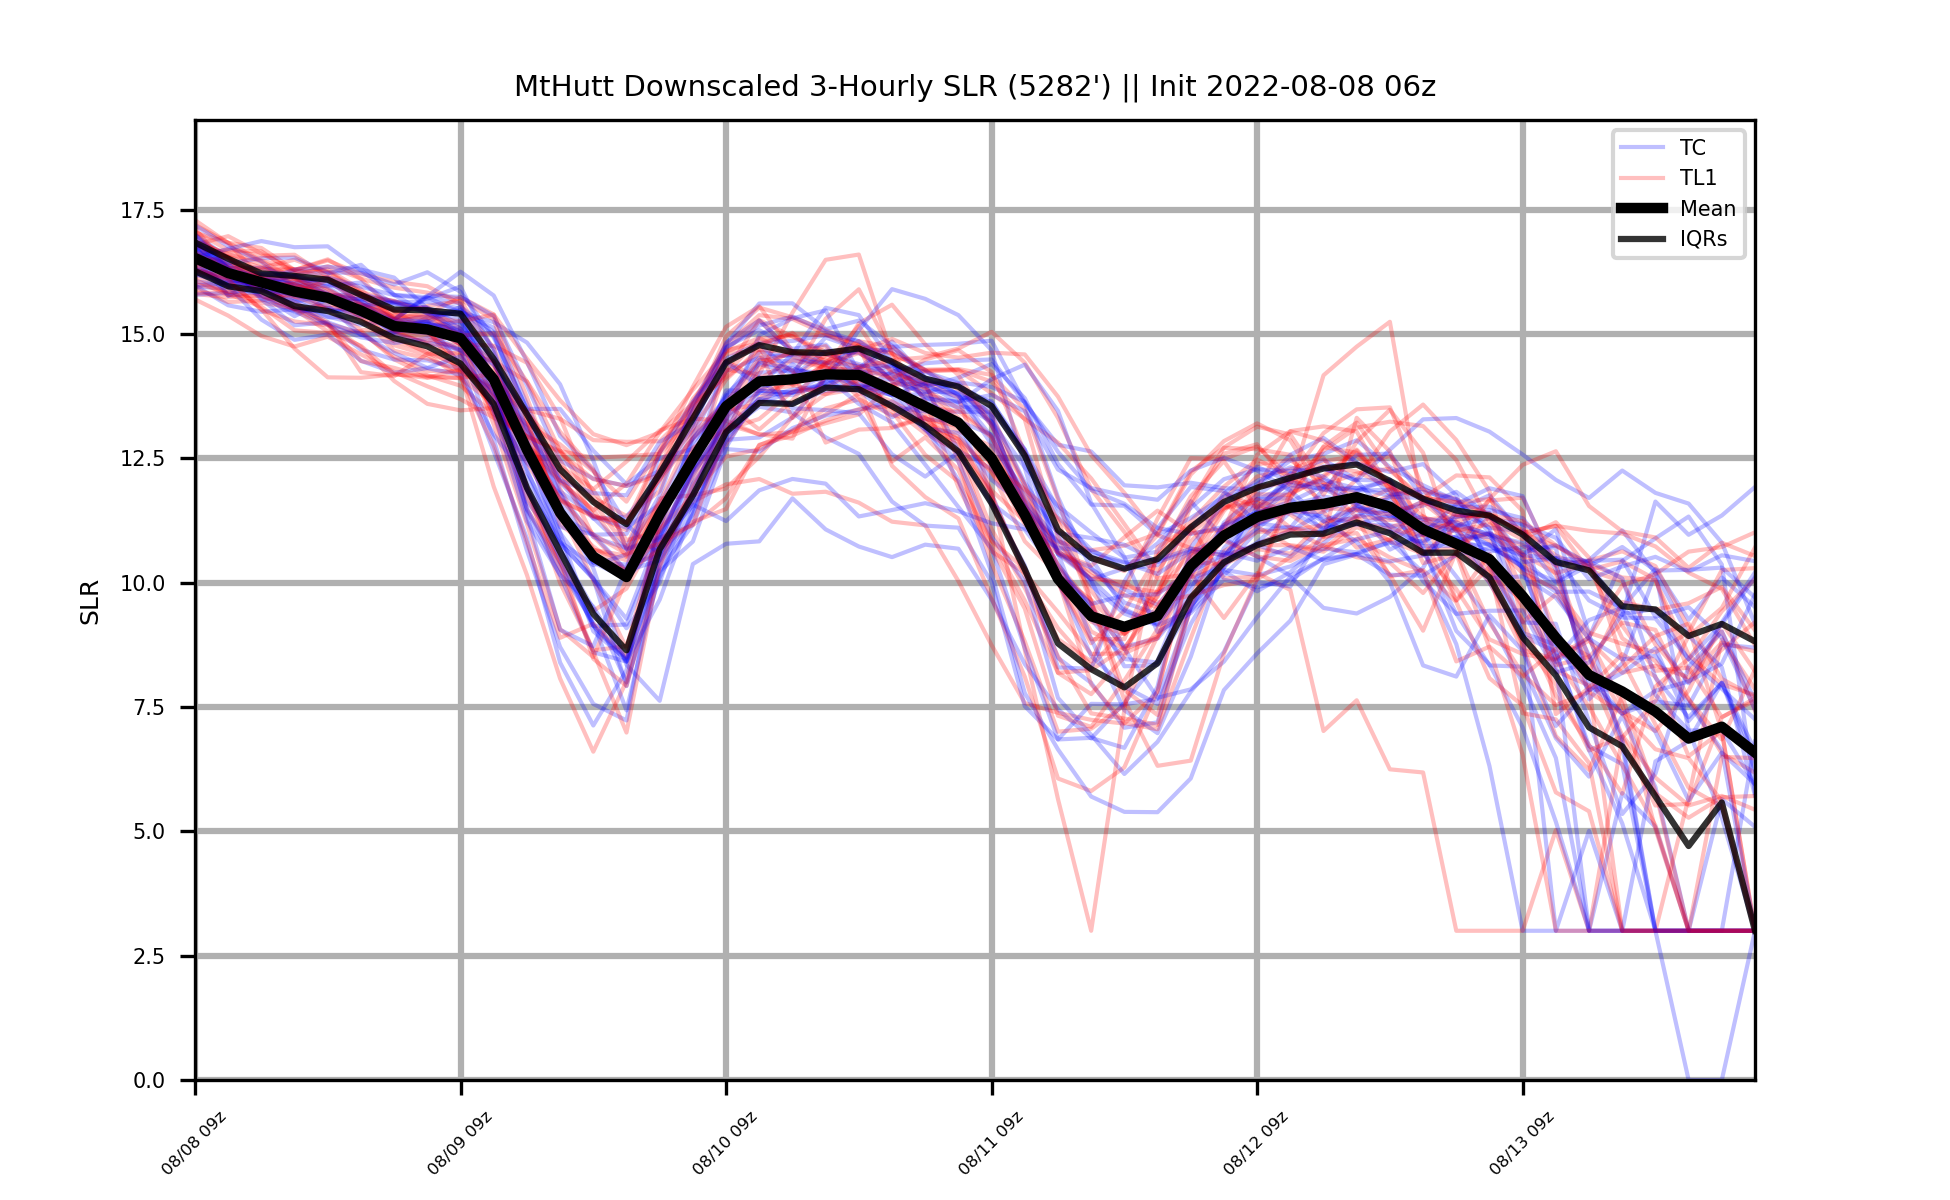 MtHutt Downscaled 3-Hourly SLR (5282') || Init 2022-08-08 06z
TC
TL1
Mean
IQRs
SLR
17.5
15.0
12.5
10.0
7.5
5.0
2.5
0.0
08/08 09z
08/09 09z
08/10 09z
08/11 09z
08/12 09z
08/13 09z